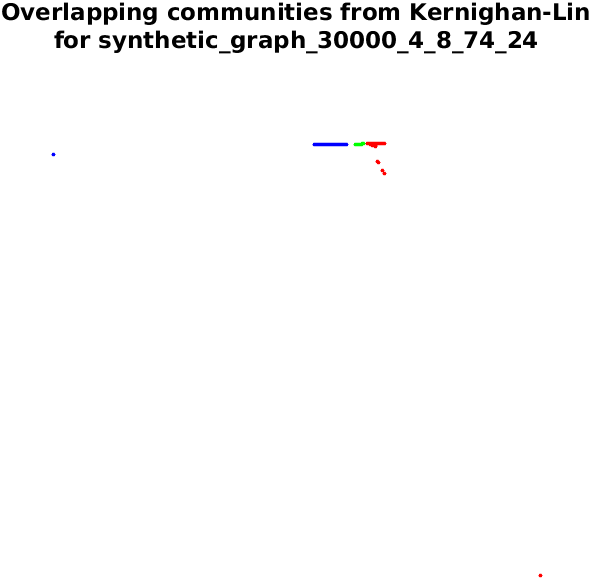 Overlapping communities from Kernighan-Lin
for synthetic_graph_30000_4_8_74_24